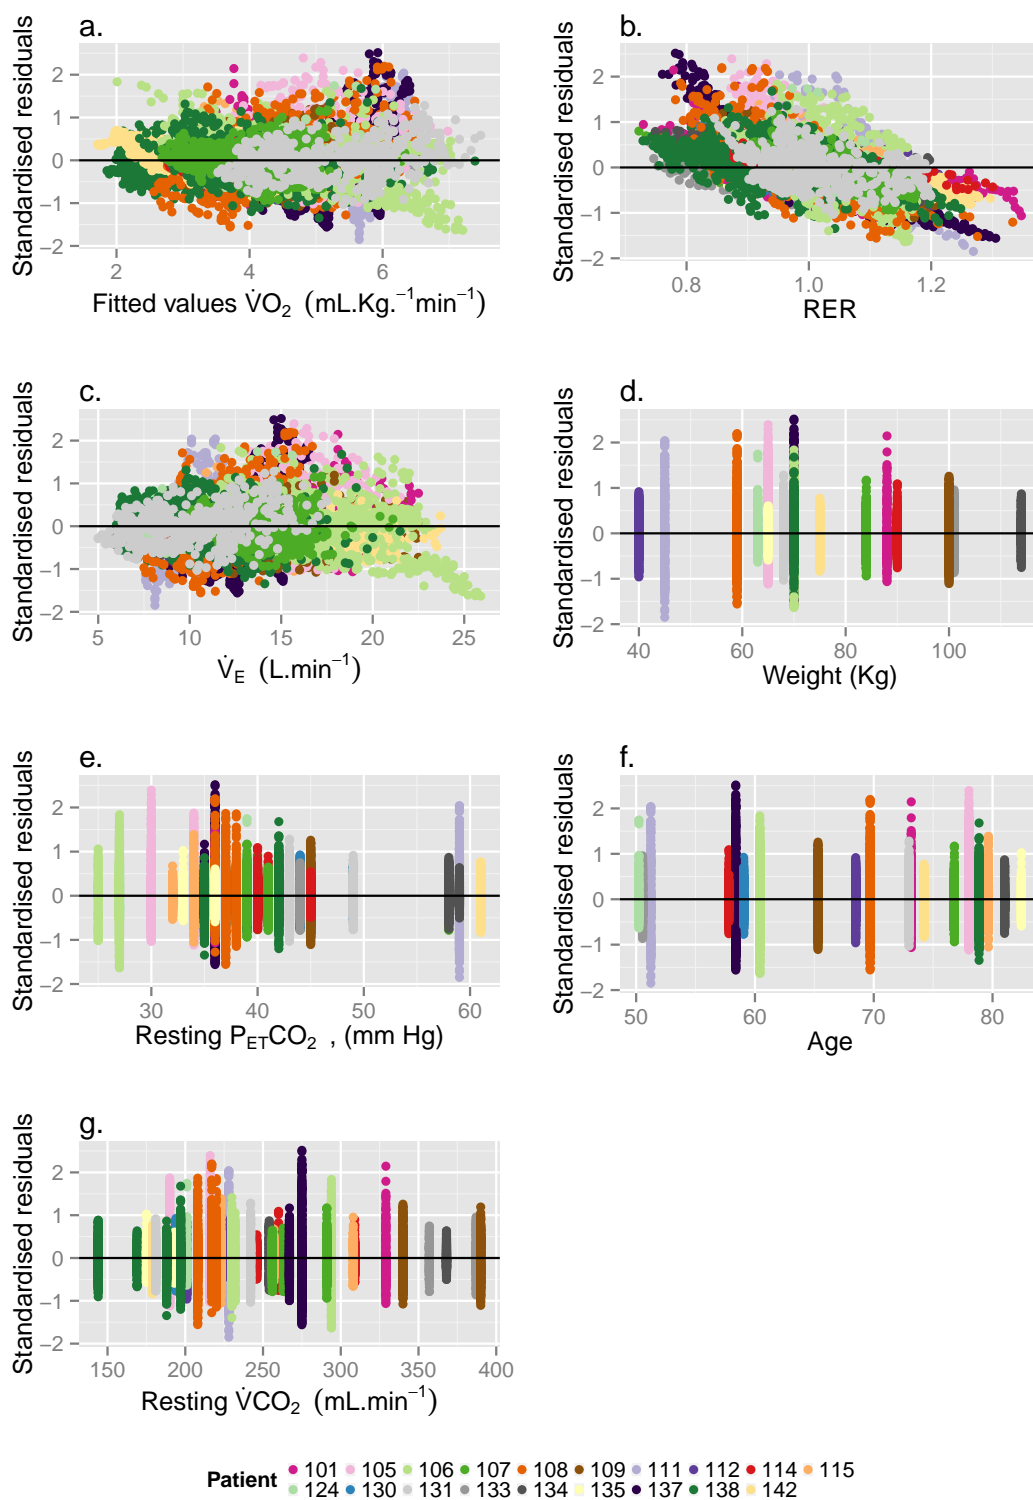 a.
Standardised residuals
2
1
0
−1
−2
2 4 6
Fitted values V̇O₂ (mL.Kg.⁻¹min⁻¹)
b.
Standardised residuals
2
1
0
−1
−2
0.8 1.0 1.2
RER
c.
Standardised residuals
2
1
0
−1
−2
5 10 15 20 25
V̇E (L.min⁻¹)
d.
Standardised residuals
2
1
0
−1
−2
40 60 80 100
Weight (Kg)
e.
Standardised residuals
2
1
0
−1
−2
30 40 50 60
Resting PETCO₂ , (mm Hg)
f.
Standardised residuals
2
1
0
−1
−2
50 60 70 80
Age
g.
Standardised residuals
2
1
0
−1
−2
150 200 250 300 350 400
Resting V̇CO₂ (mL.min⁻¹)
Patient
101 105 106 107 108 109 111 112 114 115
124 130 131 133 134 135 137 138 142